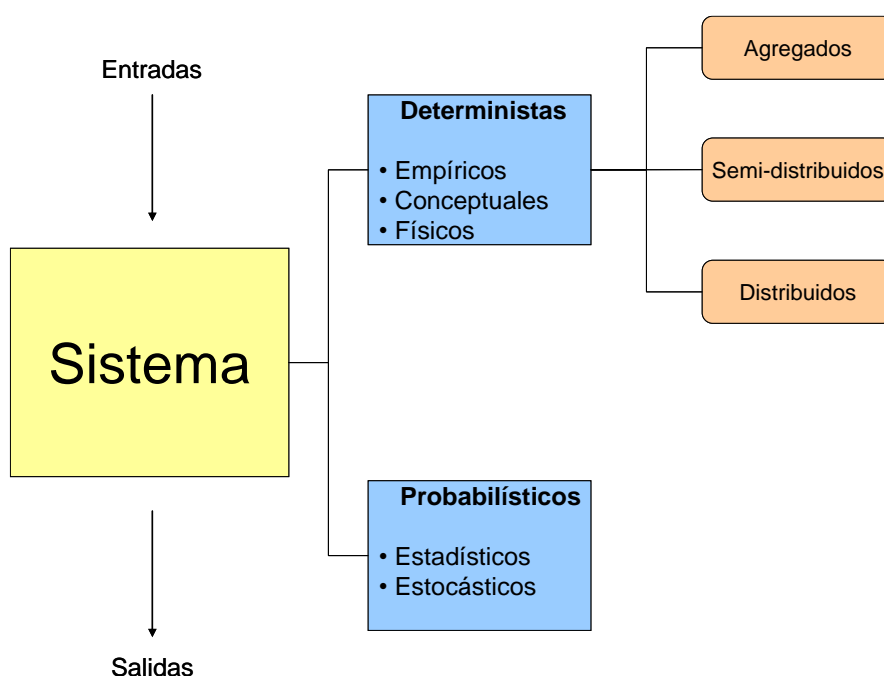 Entradas
Sistema
Salidas
Deterministas
• Empíricos
• Conceptuales
• Físicos
Probabilísticos
• Estadísticos
• Estocásticos
Agregados
Semi-distribuidos
Distribuidos